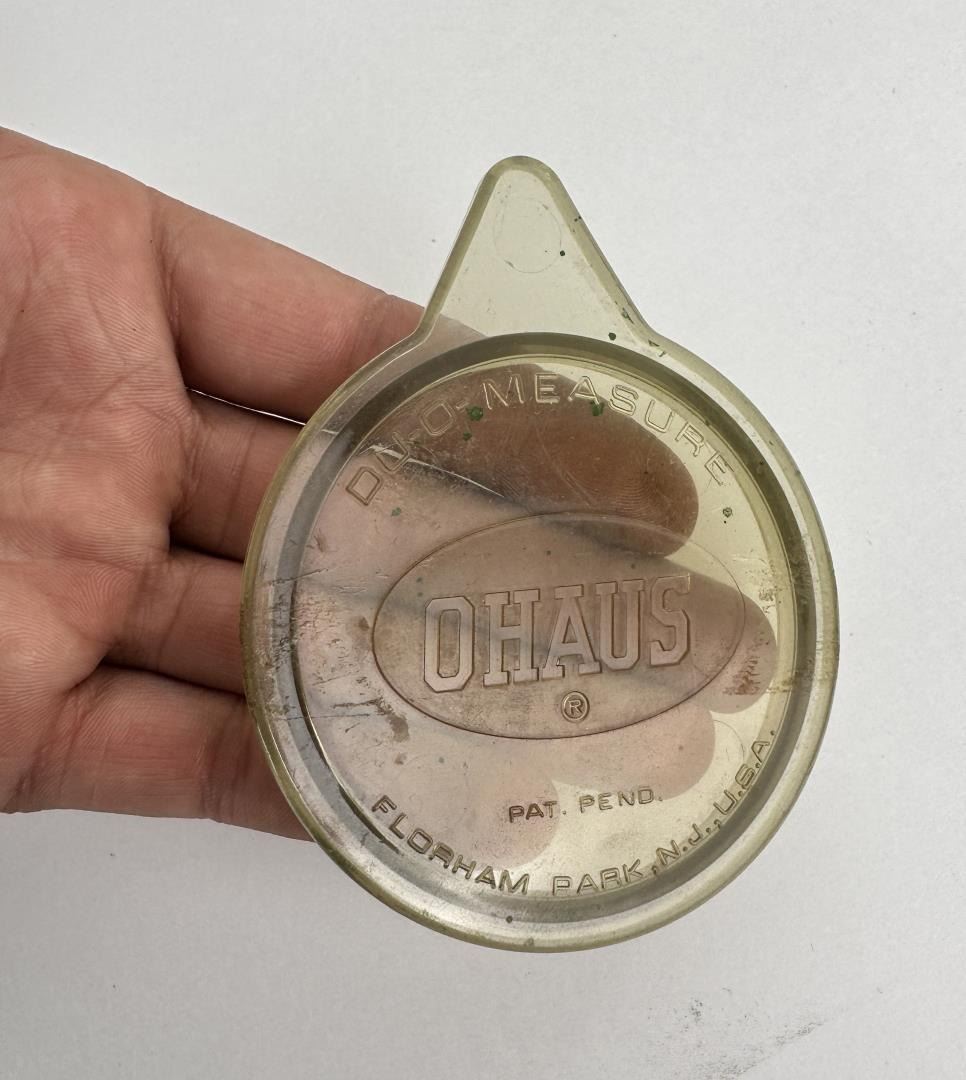 DU-O-MEASURE
OHAUS
®
PAT. PEND.
FLORHAM PARK, N.J., U.S.A.